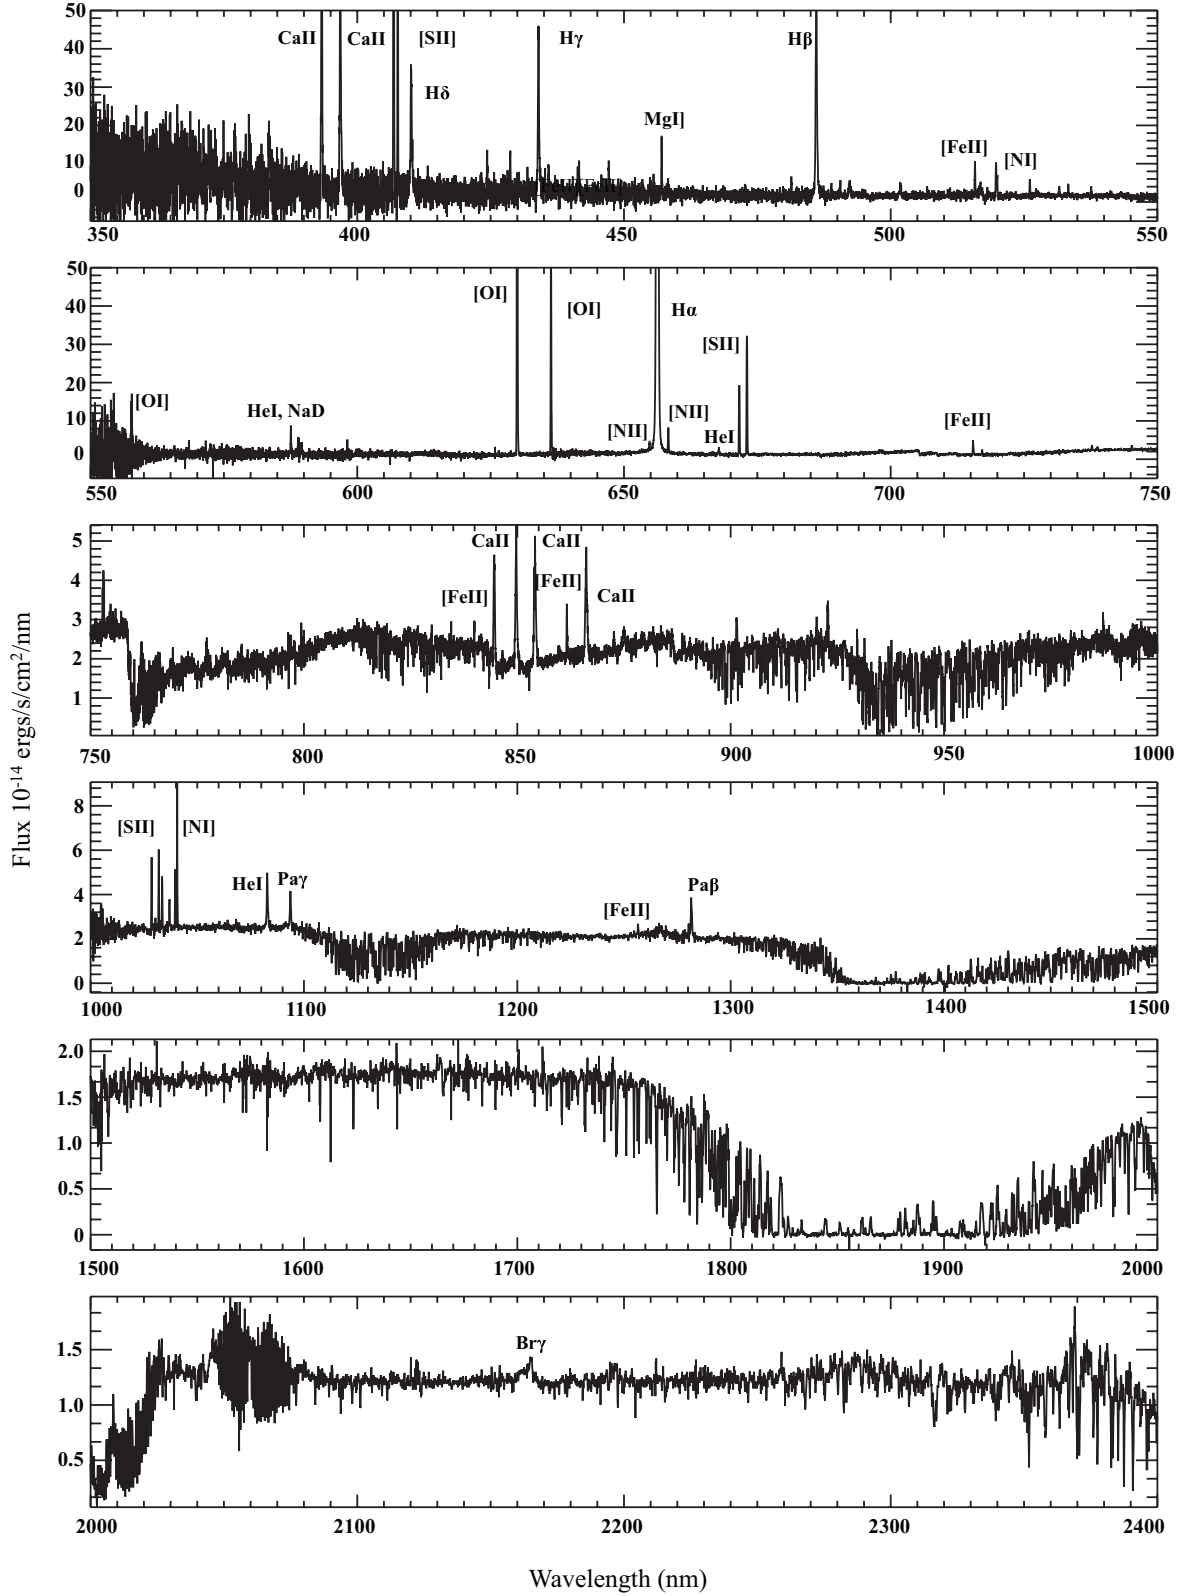 50
40
30
20
10
0
CaII
CaII
[SII]
Hδ
Hγ
MgI]
Hβ
[FeII]
[NI]
350
400
450
500
550
50
40
30
20
10
0
[OI]
HeI, NaD
[OI]
[OI]
[NII]
Hα
[NII]
HeI
[SII]
[FeII]
550
600
650
700
750
5
4
3
2
1
[FeII]
CaII
CaII
[FeII]
CaII
750
800
850
900
950
1000
8
6
4
2
0
[SII]
[NI]
HeI
Paγ
[FeII]
Paβ
1000
1100
1200
1300
1400
1500
2.0
1.5
1.0
0.5
0
1500
1600
1700
1800
1900
2000
1.5
1.0
0.5
Brγ
2000
2100
2200
2300
2400
Flux 10⁻¹⁴ ergs/s/cm²/nm
Wavelength (nm)